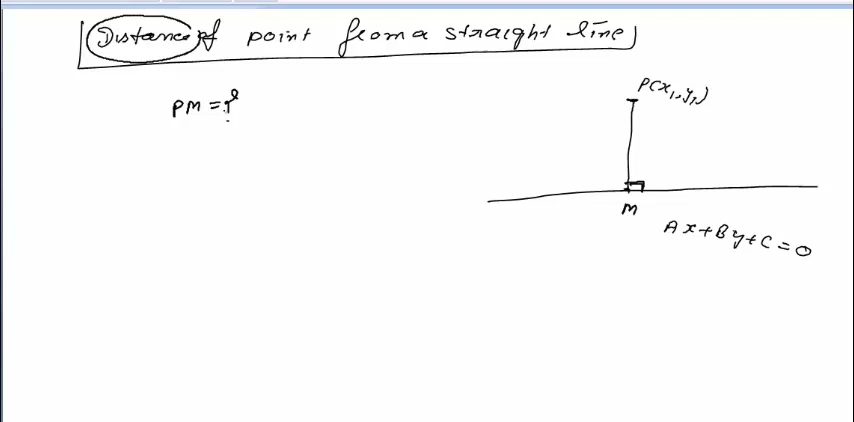 Distance of point from a straight line
PM = ?
P(x₁, y₁)
M
Ax+By+C=0